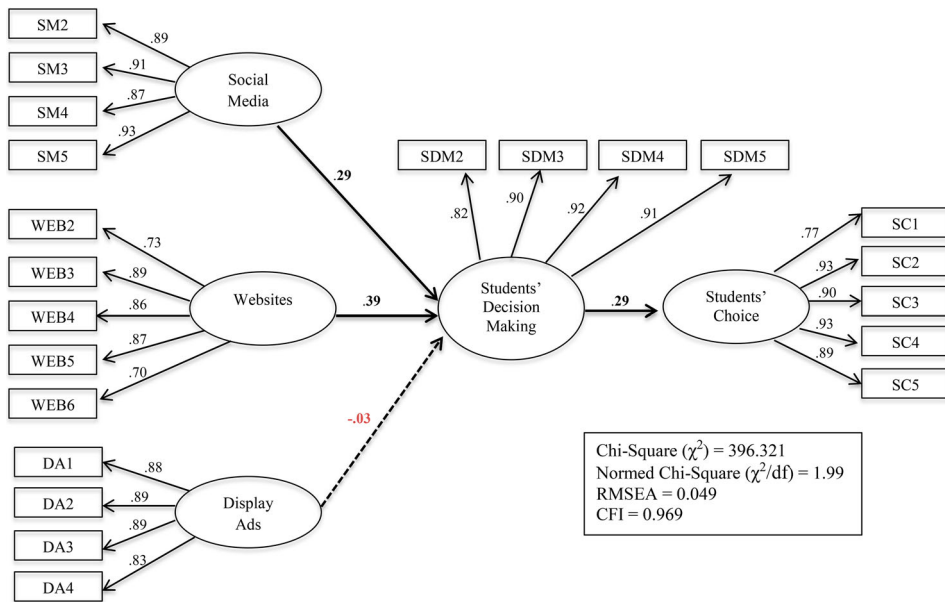 SM2
.89
SM3
.91
SM4
.87
SM5
.93
Social
Media
.29
WEB2
.73
WEB3
.89
WEB4
.86
WEB5
.87
WEB6
.70
Websites
.39
DA1
.88
DA2
.89
DA3
.89
DA4
.83
Display
Ads
-.03
SDM2
SDM3
SDM4
SDM5
.82
.90
.92
.91
Students’
Decision
Making
.29
Students’
Choice
.77
SC1
.93
SC2
.90
SC3
.93
SC4
.89
SC5
Chi-Square (χ²) = 396.321
Normed Chi-Square (χ²/df) = 1.99
RMSEA = 0.049
CFI = 0.969